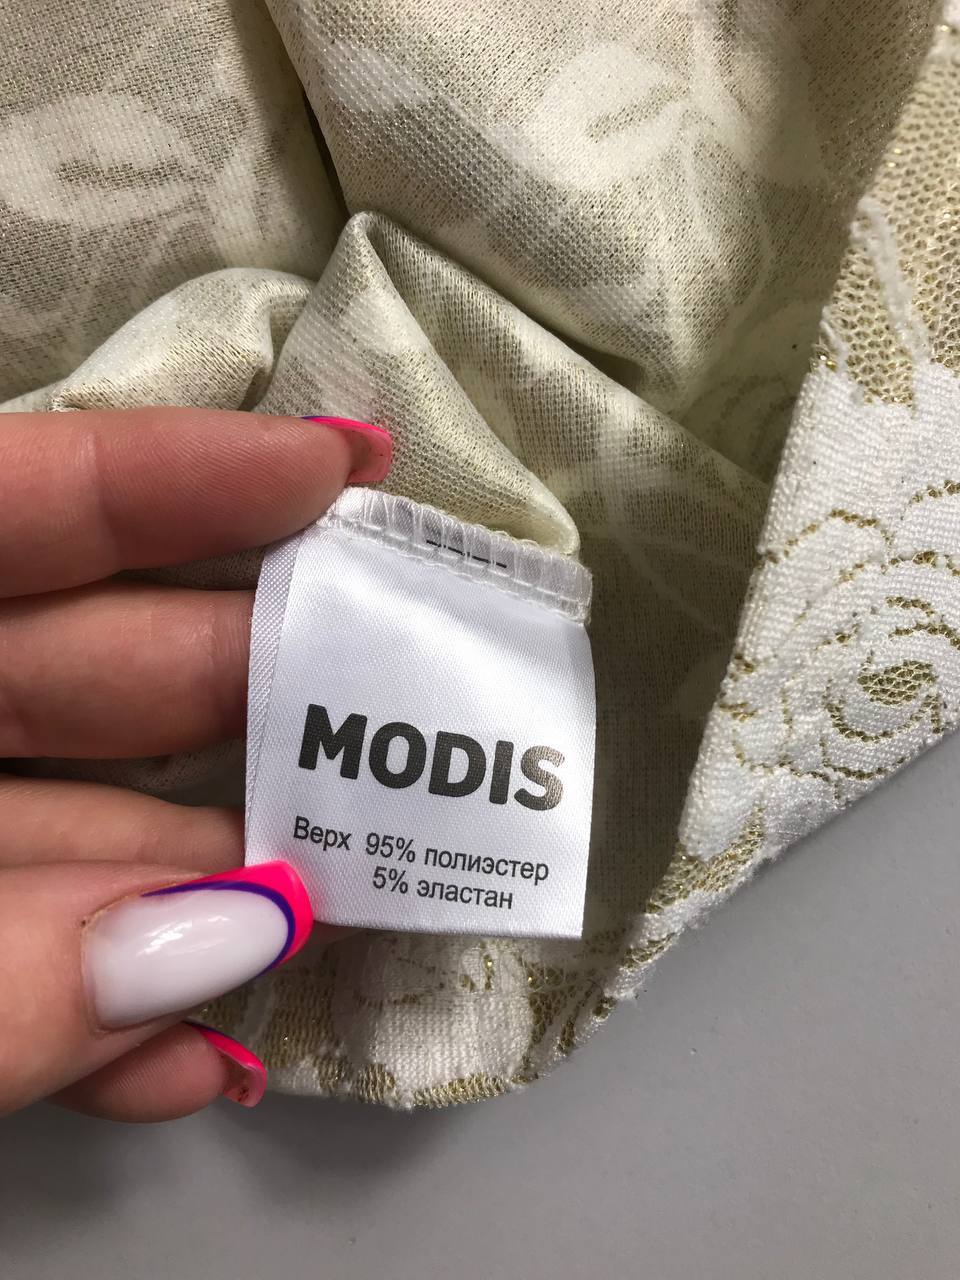 MODIS
Верх 95% полиэстер
5% эластан